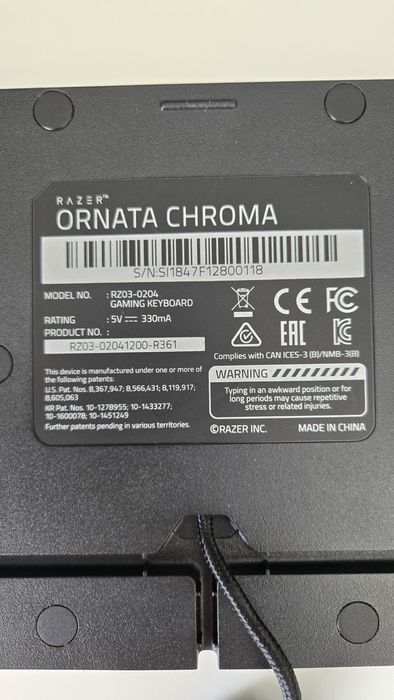 RAZER™
ORNATA CHROMA
S/N:SI1847F12800118
MODEL NO. : RZ03-0204
GAMING KEYBOARD
RATING : 5V 330mA
PRODUCT NO. :
RZ03-02041200-R361
This device is manufactured under one or more of
the following patents:
U.S. Pat. Nos. 8,367,947; 8,566,431; 8,119,917;
8,605,063
KR Pat. Nos. 10-1278955; 10-1433277;
10-1600078; 10-1451249
Further patents pending in various territories.
CE FC
EAC
Complies with CAN ICES-3 (B)/NMB-3(B)
WARNING
Typing in an awkward position or for
long periods may cause repetitive
stress or related injuries.
©RAZER INC. MADE IN CHINA